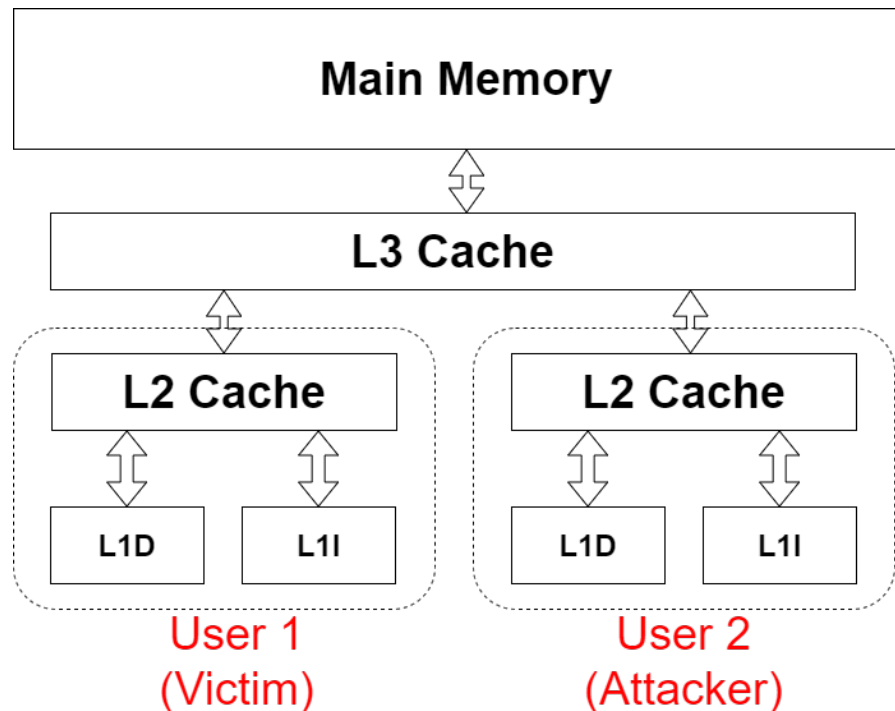 Main Memory
L3 Cache
L2 Cache
L2 Cache
L1D
L1I
L1D
L1I
User 1
(Victim)
User 2
(Attacker)